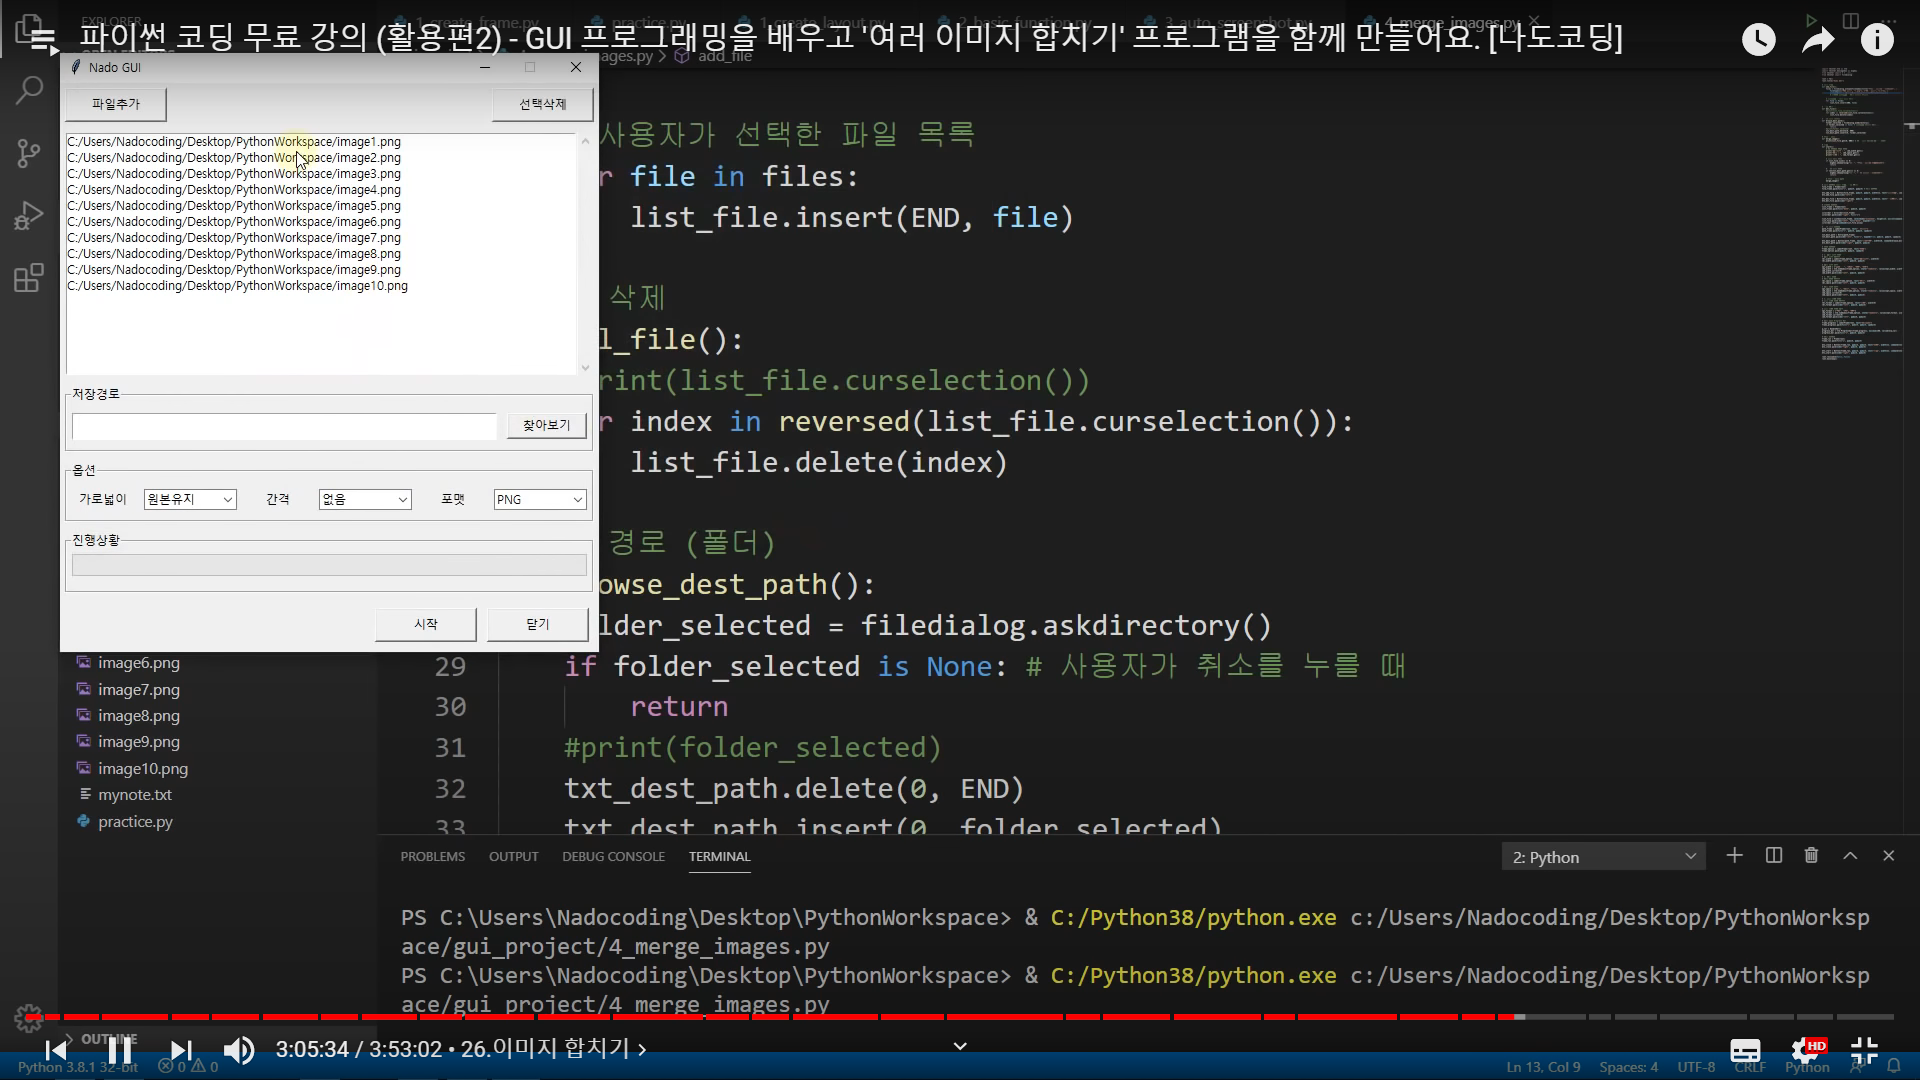 파이썬 코딩 무료 강의 (활용편2) - GUI 프로그래밍을 배우고 '여러 이미지 합치기' 프로그램을 함께 만들어요. [나도코딩]
EXPLORER
1_create_frame.py
practice.py
1_create_layout.py
2_basic_function.py
3_auto_screenshot.py
4_merge_images.py
ages.py > add_file
Nado GUI
파일추가
선택삭제
C:/Users/Nadocoding/Desktop/PythonWorkspace/image1.png
C:/Users/Nadocoding/Desktop/PythonWorkspace/image2.png
C:/Users/Nadocoding/Desktop/PythonWorkspace/image3.png
C:/Users/Nadocoding/Desktop/PythonWorkspace/image4.png
C:/Users/Nadocoding/Desktop/PythonWorkspace/image5.png
C:/Users/Nadocoding/Desktop/PythonWorkspace/image6.png
C:/Users/Nadocoding/Desktop/PythonWorkspace/image7.png
C:/Users/Nadocoding/Desktop/PythonWorkspace/image8.png
C:/Users/Nadocoding/Desktop/PythonWorkspace/image9.png
C:/Users/Nadocoding/Desktop/PythonWorkspace/image10.png
저장경로
찾아보기
옵션
가로넓이 원본유지 간격 없음 포맷 PNG
진행상황
시작
닫기
사용자가 선택한 파일 목록
r file in files:
list_file.insert(END, file)
삭제
l_file():
rint(list_file.curselection())
r index in reversed(list_file.curselection()):
list_file.delete(index)
경로 (폴더)
owse_dest_path():
lder_selected = filedialog.askdirectory()
29 if folder_selected is None: # 사용자가 취소를 누를 때
30 return
31 #print(folder_selected)
32 txt_dest_path.delete(0, END)
33 txt_dest_path.insert(0, folder_selected)
image6.png
image7.png
image8.png
image9.png
image10.png
mynote.txt
practice.py
OUTLINE
PROBLEMS OUTPUT DEBUG CONSOLE TERMINAL
2: Python
PS C:\Users\Nadocoding\Desktop\PythonWorkspace> & C:/Python38/python.exe c:/Users/Nadocoding/Desktop/PythonWorksp
ace/gui_project/4_merge_images.py
PS C:\Users\Nadocoding\Desktop\PythonWorkspace> & C:/Python38/python.exe c:/Users/Nadocoding/Desktop/PythonWorksp
ace/gui_project/4_merge_images.py
3:05:34 / 3:53:02 • 26.이미지 합치기 >
HD
Python 3.8.1 32-bit 0 0
Ln 13, Col 9 Spaces: 4 UTF-8 CRLF Python